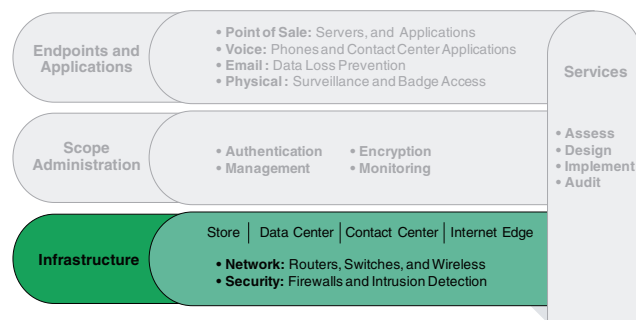 Endpoints and
Applications
• Point of Sale: Servers, and Applications
• Voice: Phones and Contact Center Applications
• Email : Data Loss Prevention
• Physical: Surveillance and Badge Access
Services
• Assess
• Design
• Implement
• Audit
Scope
Administration
• Authentication • Encryption
• Management • Monitoring
Infrastructure
Store | Data Center | Contact Center | Internet Edge
• Network: Routers, Switches, and Wireless
• Security: Firewalls and Intrusion Detection